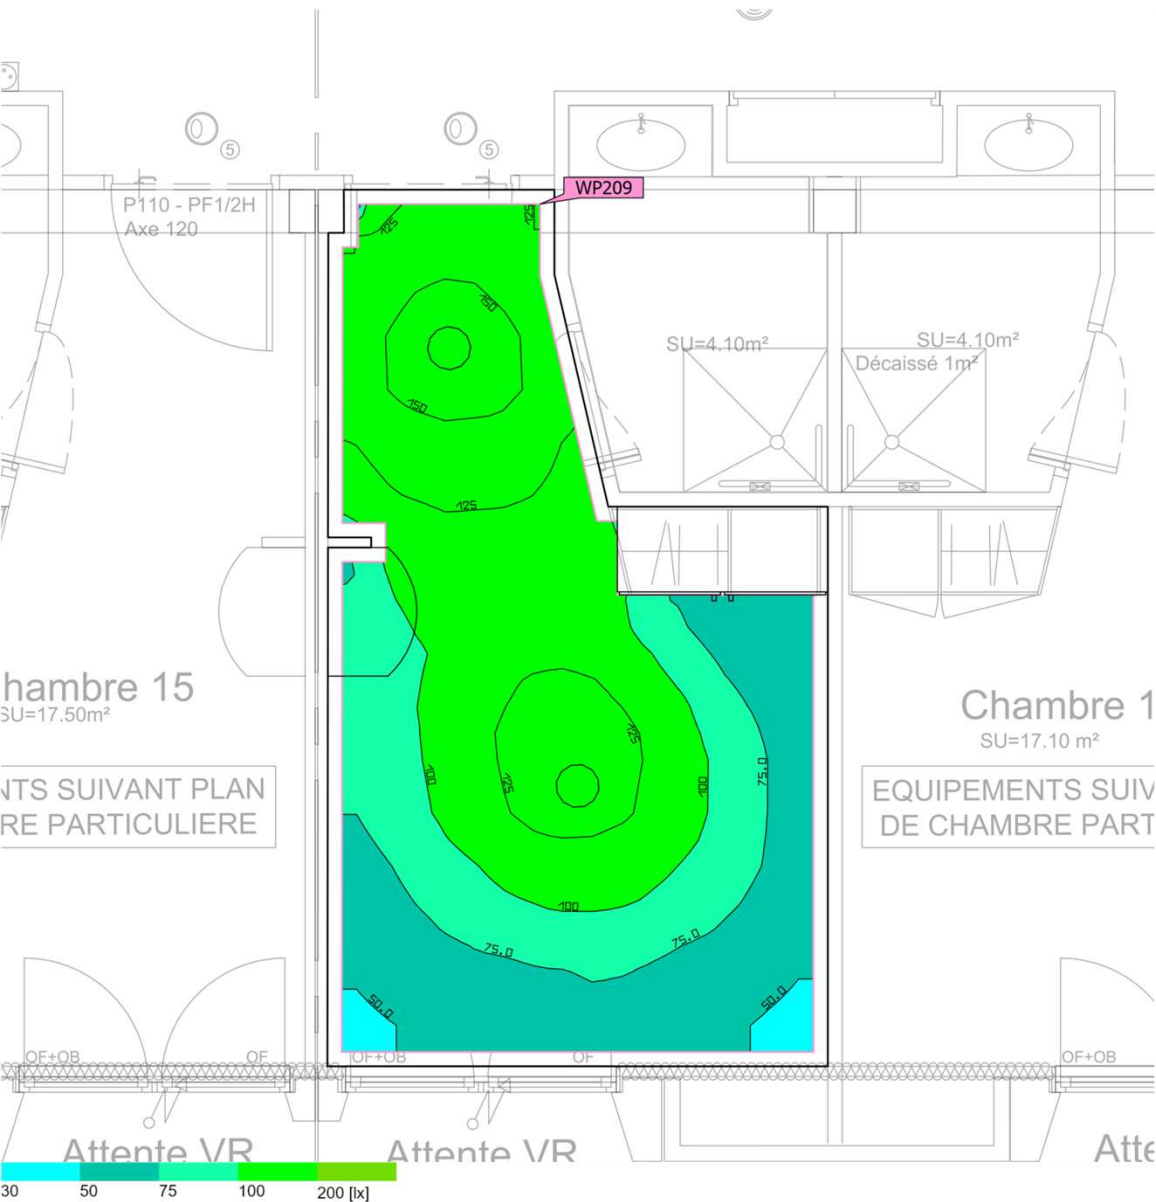 5
5
WP209
P110 - PF1/2H
Axe 120
125
125
150
SU=4.10m²
SU=4.10m²
Décaissé 1m²
150
125
hambre 15
SU=17.50m²
Chambre 1
SU=17.10 m²
125
75.0
100
125
100
NTS SUIVANT PLAN
RE PARTICULIERE
EQUIPEMENTS SUIV
DE CHAMBRE PART
100
75.0
75.0
50.0
50.0
OF+OB
OF
OF+OB
OF
OF+OB
Attente VR
Attente VR
Atte
30
50
75
100
200 [lx]